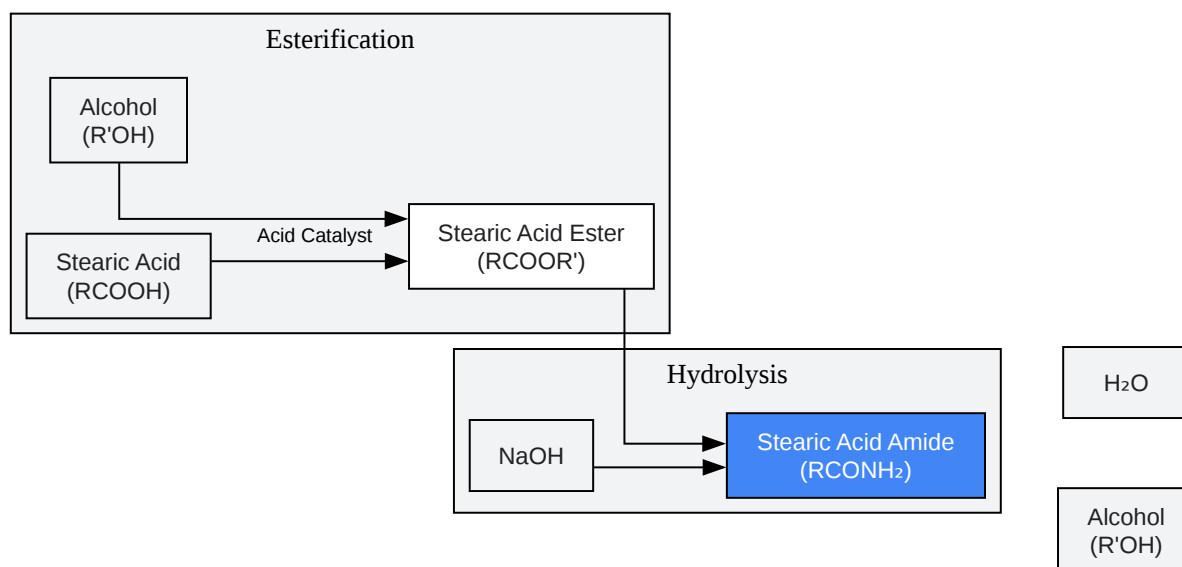 Esterification
Alcohol
(R'OH)
Acid Catalyst
Stearic Acid
(RCOOH)
Stearic Acid Ester
(RCOOR')
Hydrolysis
NaOH
Stearic Acid Amide
(RCONH₂)
H₂O
Alcohol
(R'OH)